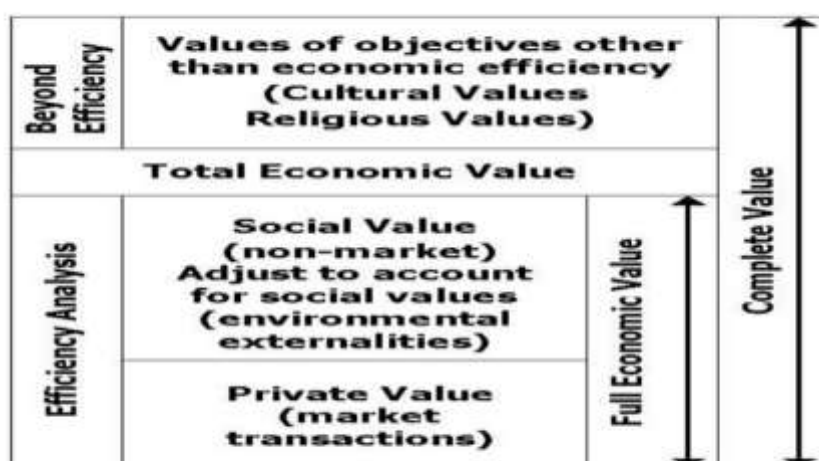 Beyond
Efficiency
Values of objectives other
than economic efficiency
(Cultural Values
Religious Values)
Total Economic Value
Efficiency Analysis
Social Value
(non-market)
Adjust to account
for social values
(environmental
externalities)
Private Value
(market
transactions)
Full Economic Value
Complete Value